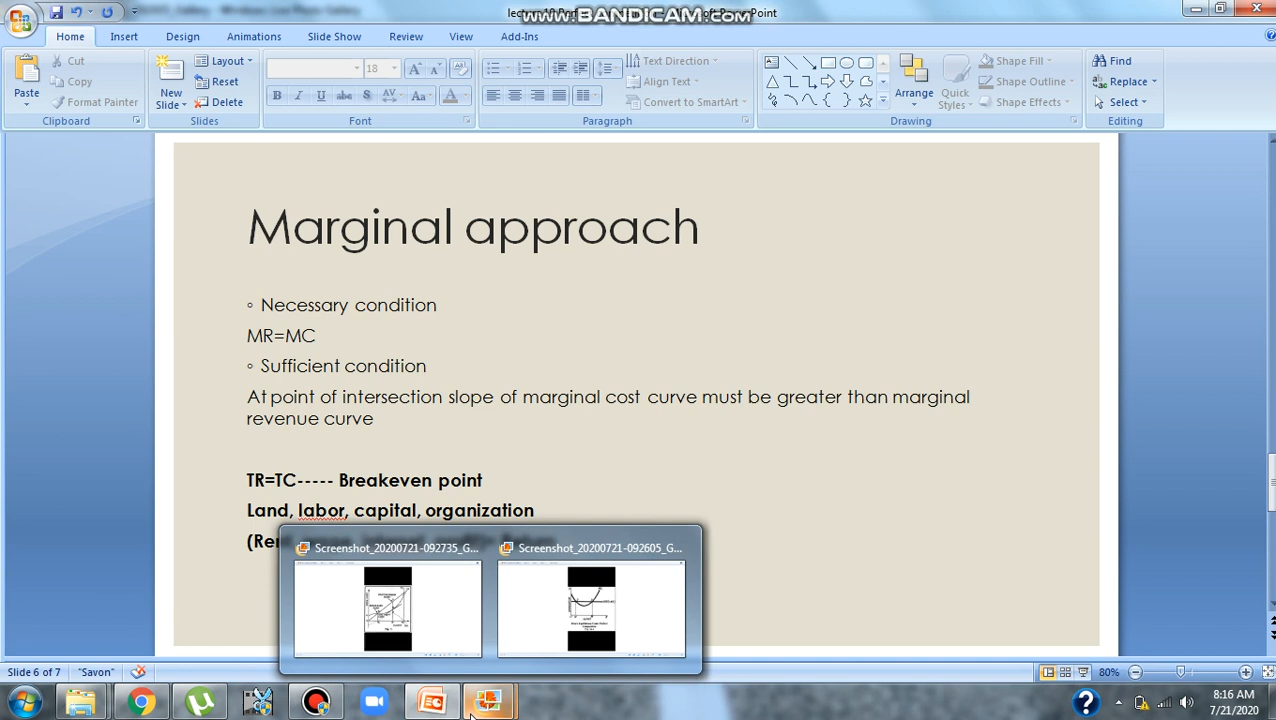 www.BANDICAM.com
Home Insert Design Slide Show Animations Review View Add-Ins
Paste
Cut
Copy
Format Painter
Clipboard
New Slide
Layout
Reset
Delete
Slides
18
Font
Text Direction
Align Text
Convert to SmartArt
Paragraph
Arrange
Quick Styles
Shape Fill
Shape Outline
Shape Effects
Drawing
Find
Replace
Select
Editing
Marginal approach
◦ Necessary condition
MR=MC
◦ Sufficient condition
At point of intersection slope of marginal cost curve must be greater than marginal
revenue curve
TR=TC----- Breakeven point
Land, labor, capital, organization
Screenshot_20200721-092735_G...
Screenshot_20200721-092605_G...
Slide 6 of 7 "Savon" 80%
8:16 AM
7/21/2020